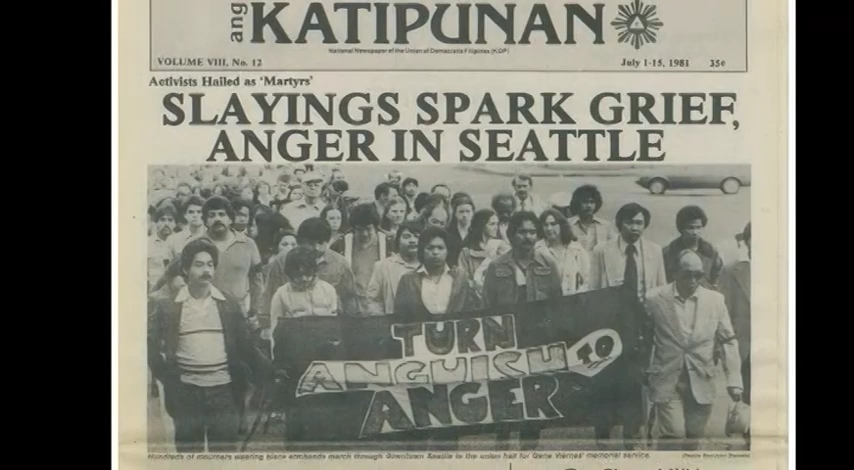 ang KATIPUNAN
National Newspaper of the Union of Democratic Filipinos (KDP)
VOLUME VIII, No. 12 July 1-15, 1981 35¢
Activists Hailed as ‘Martyrs’
SLAYINGS SPARK GRIEF,
ANGER IN SEATTLE
TURN
ANGUISH TO
ANGER
Hundreds of mourners wearing black armbands march through downtown Seattle to the union hall for Gene Viernes' memorial service.